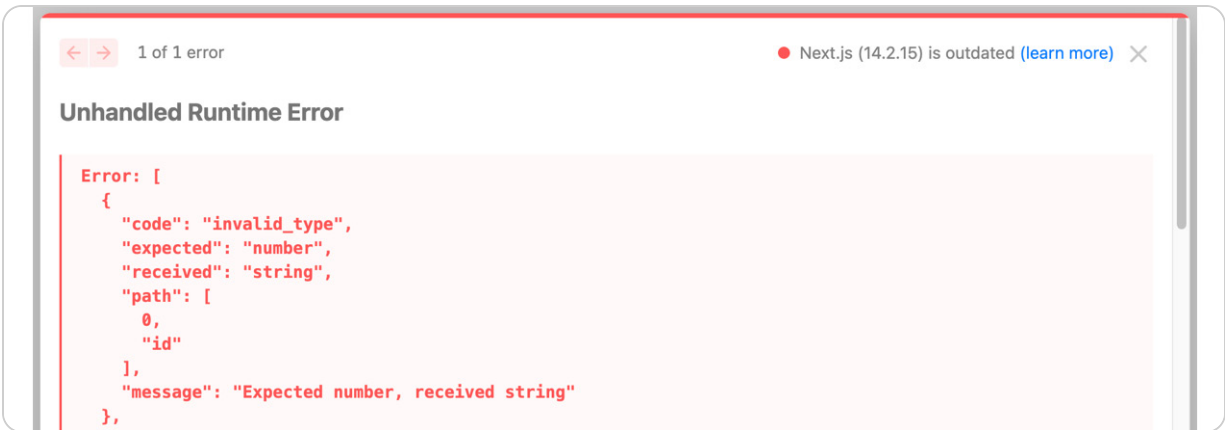 1 of 1 error
Next.js (14.2.15) is outdated (learn more)
Unhandled Runtime Error
Error: [
  {
    "code": "invalid_type",
    "expected": "number",
    "received": "string",
    "path": [
      0,
      "id"
    ],
    "message": "Expected number, received string"
  },